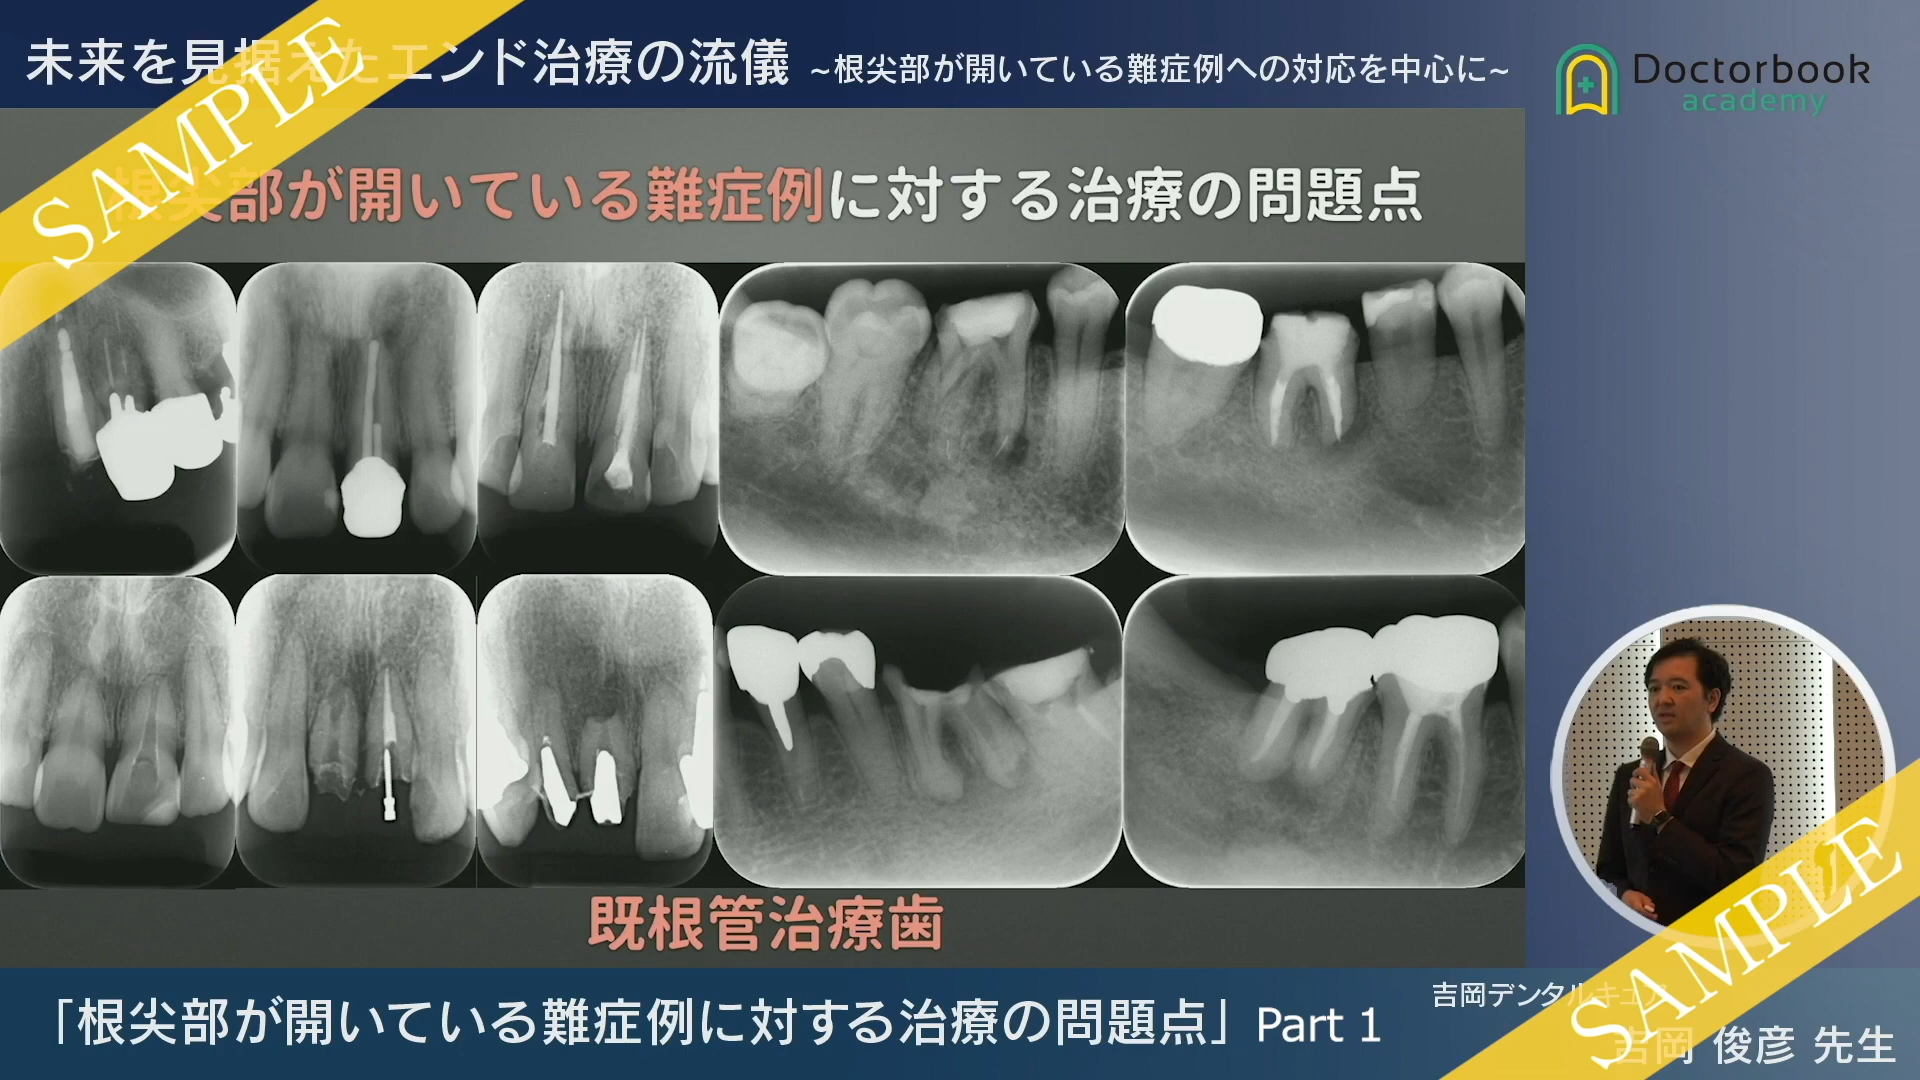 未来を見据えたエンド治療の流儀 ~根尖部が開いている難症例への対応を中心に~
Doctorbook
academy
SAMPLE
根尖部が開いている難症例に対する治療の問題点
既根管治療歯
「根尖部が開いている難症例に対する治療の問題点」 Part 1
吉岡デンタルキュア
吉岡 俊彦 先生
SAMPLE